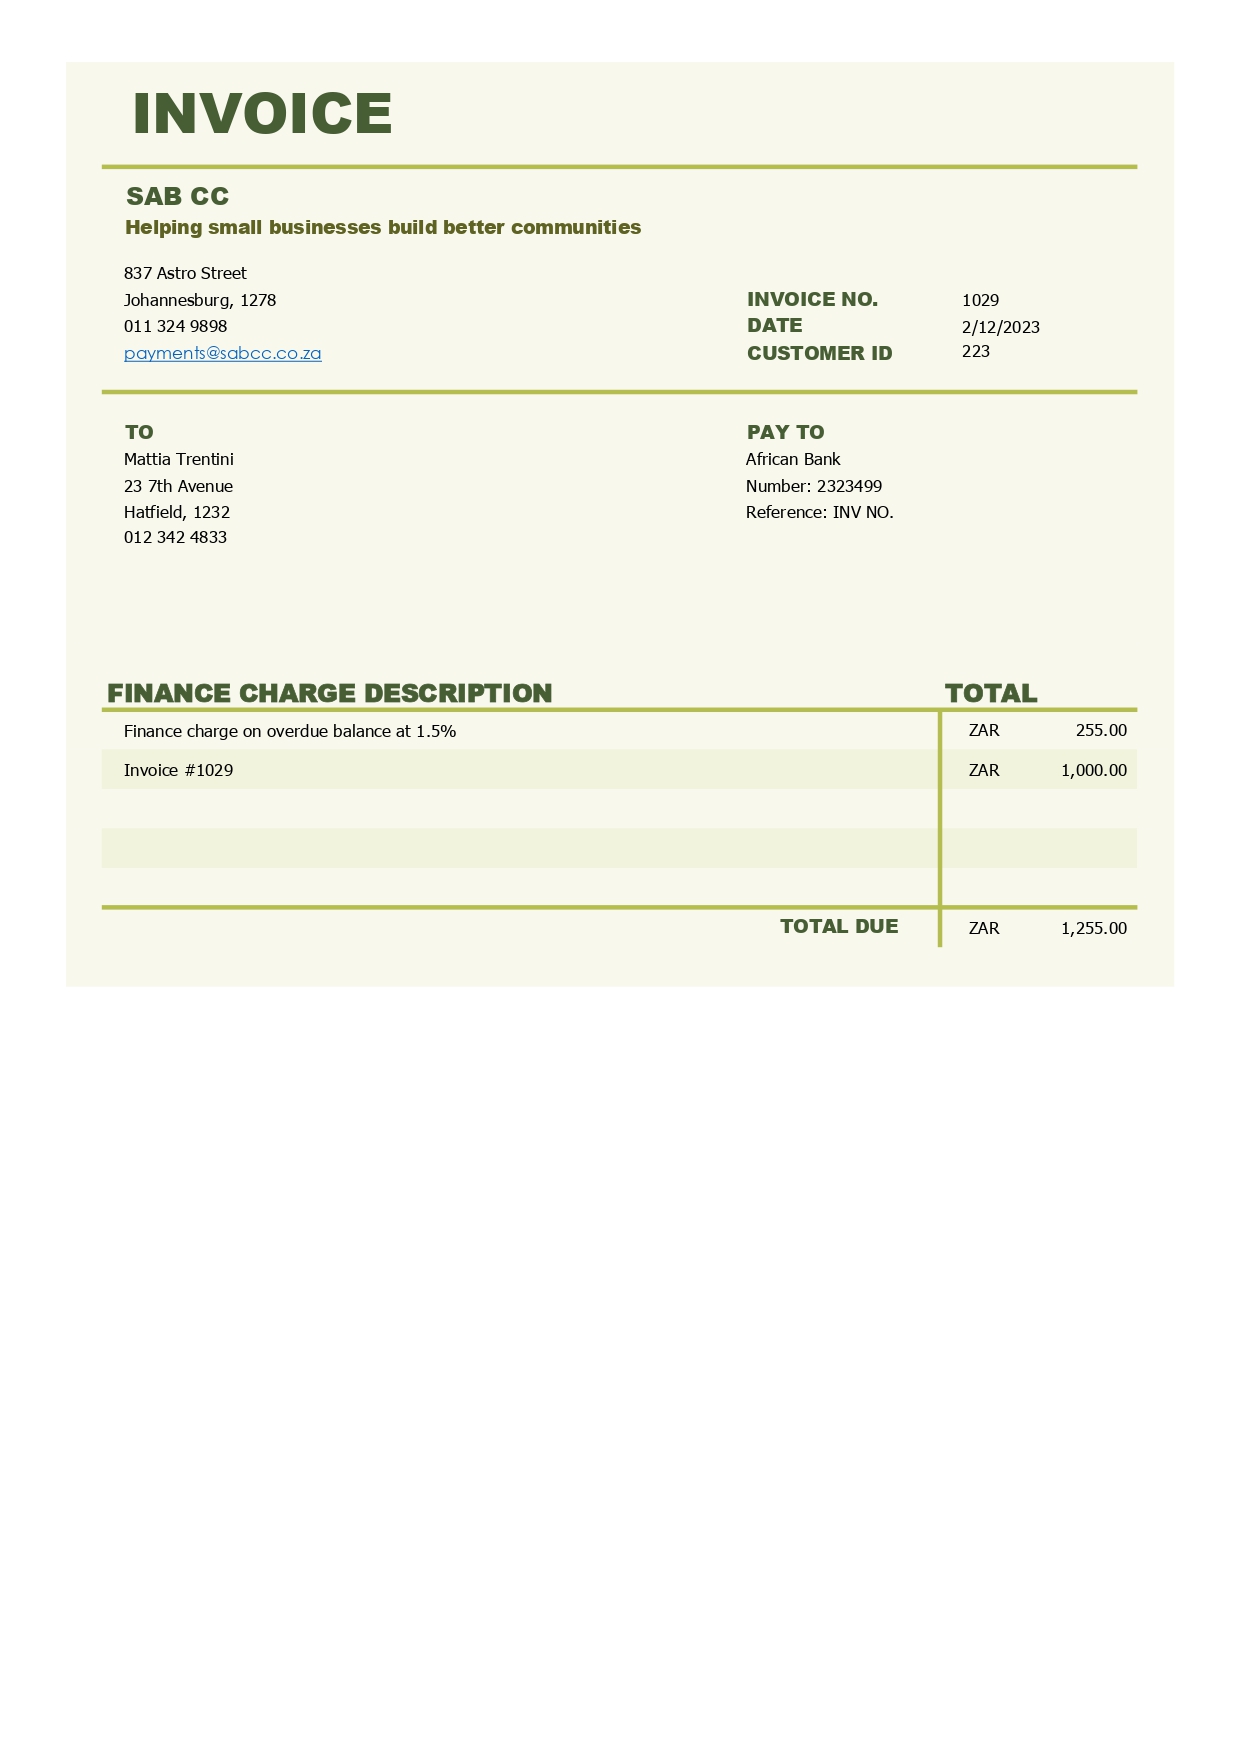 INVOICE
SAB CC
Helping small businesses build better communities
837 Astro Street
Johannesburg, 1278
INVOICE NO. 1029
011 324 9898
DATE 2/12/2023
payments@sabcc.co.za
CUSTOMER ID 223
TO
PAY TO
Mattia Trentini
African Bank
23 7th Avenue
Number: 2323499
Hatfield, 1232
Reference: INV NO.
012 342 4833
FINANCE CHARGE DESCRIPTION TOTAL
Finance charge on overdue balance at 1.5% ZAR 255.00
Invoice #1029 ZAR 1,000.00
TOTAL DUE ZAR 1,255.00